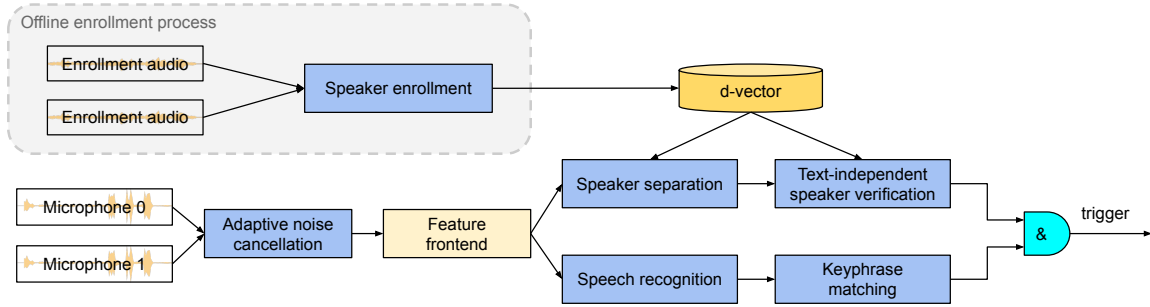 Offline enrollment process
Enrollment audio
Enrollment audio
Speaker enrollment
d-vector
Speaker separation
Text-independent
speaker verification
Microphone 0
Microphone 1
Adaptive noise
cancellation
Feature
frontend
Speech recognition
Keyphrase
matching
&
trigger